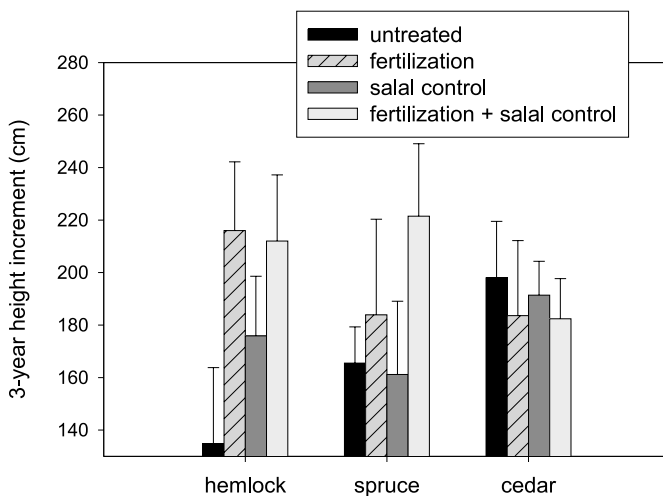 untreated
fertilization
salal control
fertilization + salal control
3-year height increment (cm)
280
260
240
220
200
180
160
140
hemlock spruce cedar